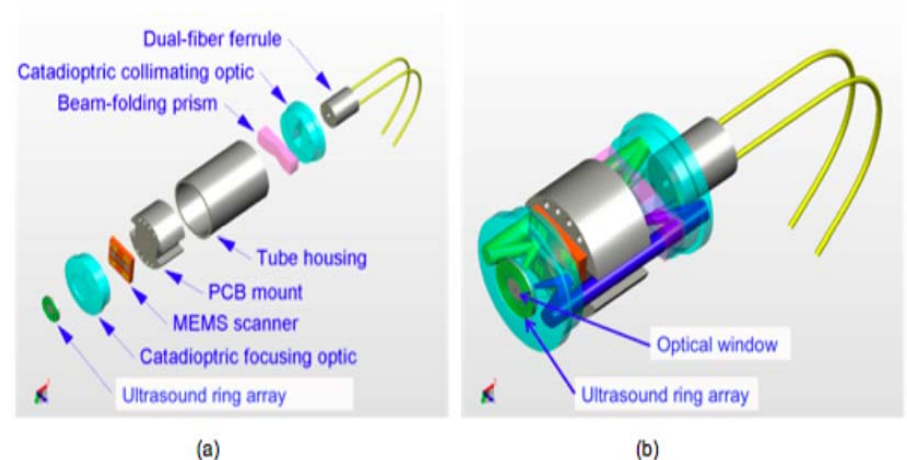 Dual-fiber ferrule
Catadioptric collimating optic
Beam-folding prism
Tube housing
PCB mount
MEMS scanner
Catadioptric focusing optic
Ultrasound ring array
Optical window
Ultrasound ring array
(a)
(b)